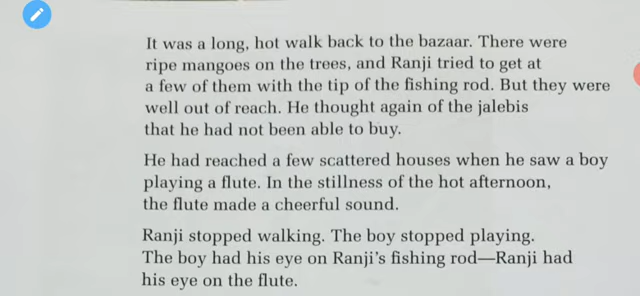 It was a long, hot walk back to the bazaar. There were
ripe mangoes on the trees, and Ranji tried to get at
a few of them with the tip of the fishing rod. But they were
well out of reach. He thought again of the jalebis
that he had not been able to buy.
He had reached a few scattered houses when he saw a boy
playing a flute. In the stillness of the hot afternoon,
the flute made a cheerful sound.
Ranji stopped walking. The boy stopped playing.
The boy had his eye on Ranji's fishing rod—Ranji had
his eye on the flute.